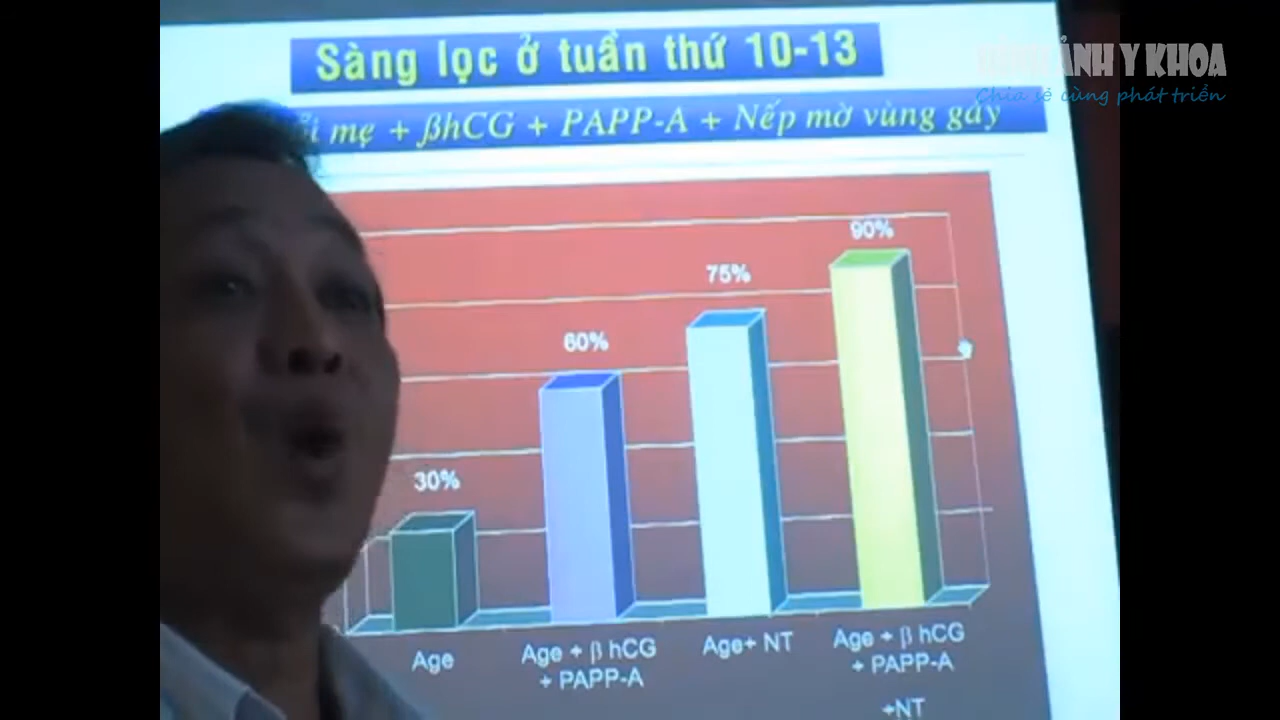 Sàng lọc ở tuần thứ 10-13
ẢNH Y KHOA
Chia sẻ cùng phát triển
mẹ + βhCG + PAPP-A + Nếp mờ vùng gáy
90%
75%
60%
30%
Age
Age + β hCG
+ PAPP-A
Age+ NT
Age + β hCG
+ PAPP-A
+NT